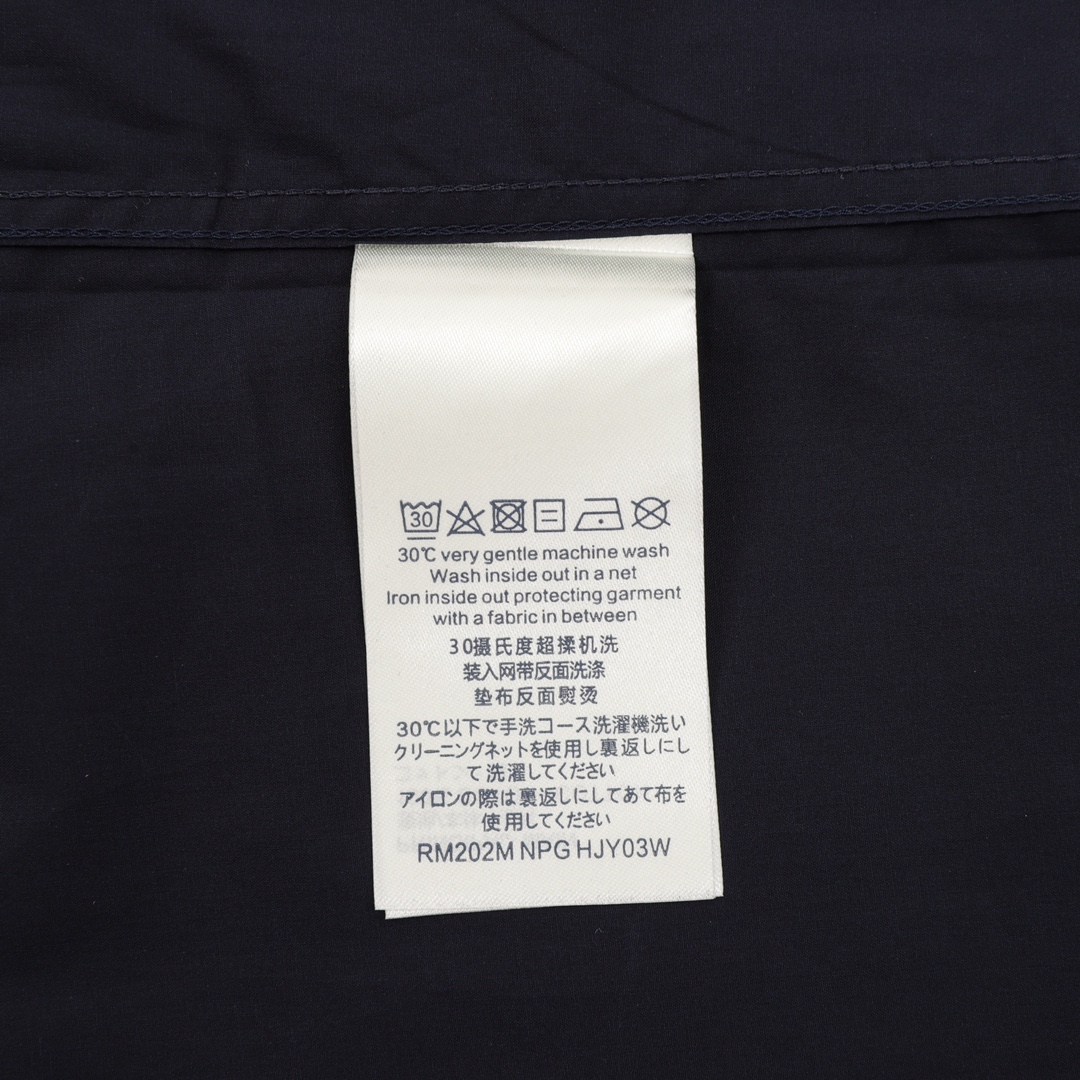 30
30℃ very gentle machine wash
Wash inside out in a net
Iron inside out protecting garment
with a fabric in between
30摄氏度超揉机洗
装入网带反面洗涤
垫布反面熨烫
30℃以下で手洗コース洗濯機洗い
クリーニングネットを使用し裏返しにし
て洗濯してください
アイロンの際は裏返しにしてあて布を
使用してください
RM202M NPG HJY03W